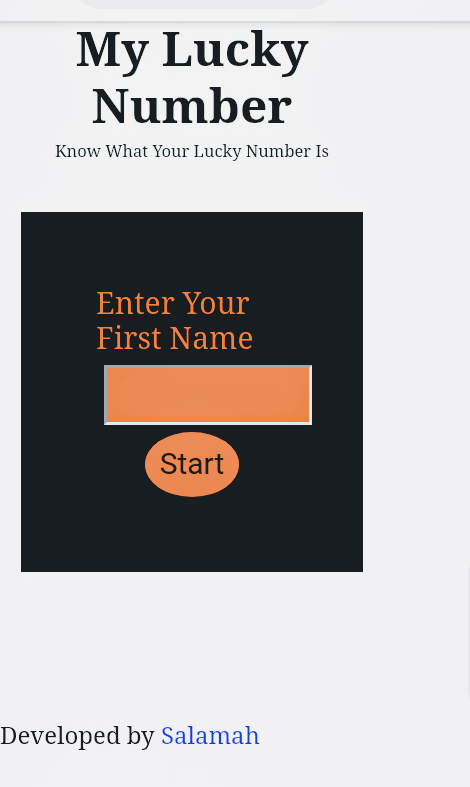 My Lucky
Number
Know What Your Lucky Number Is
Enter Your
First Name
Start
Developed by Salamah